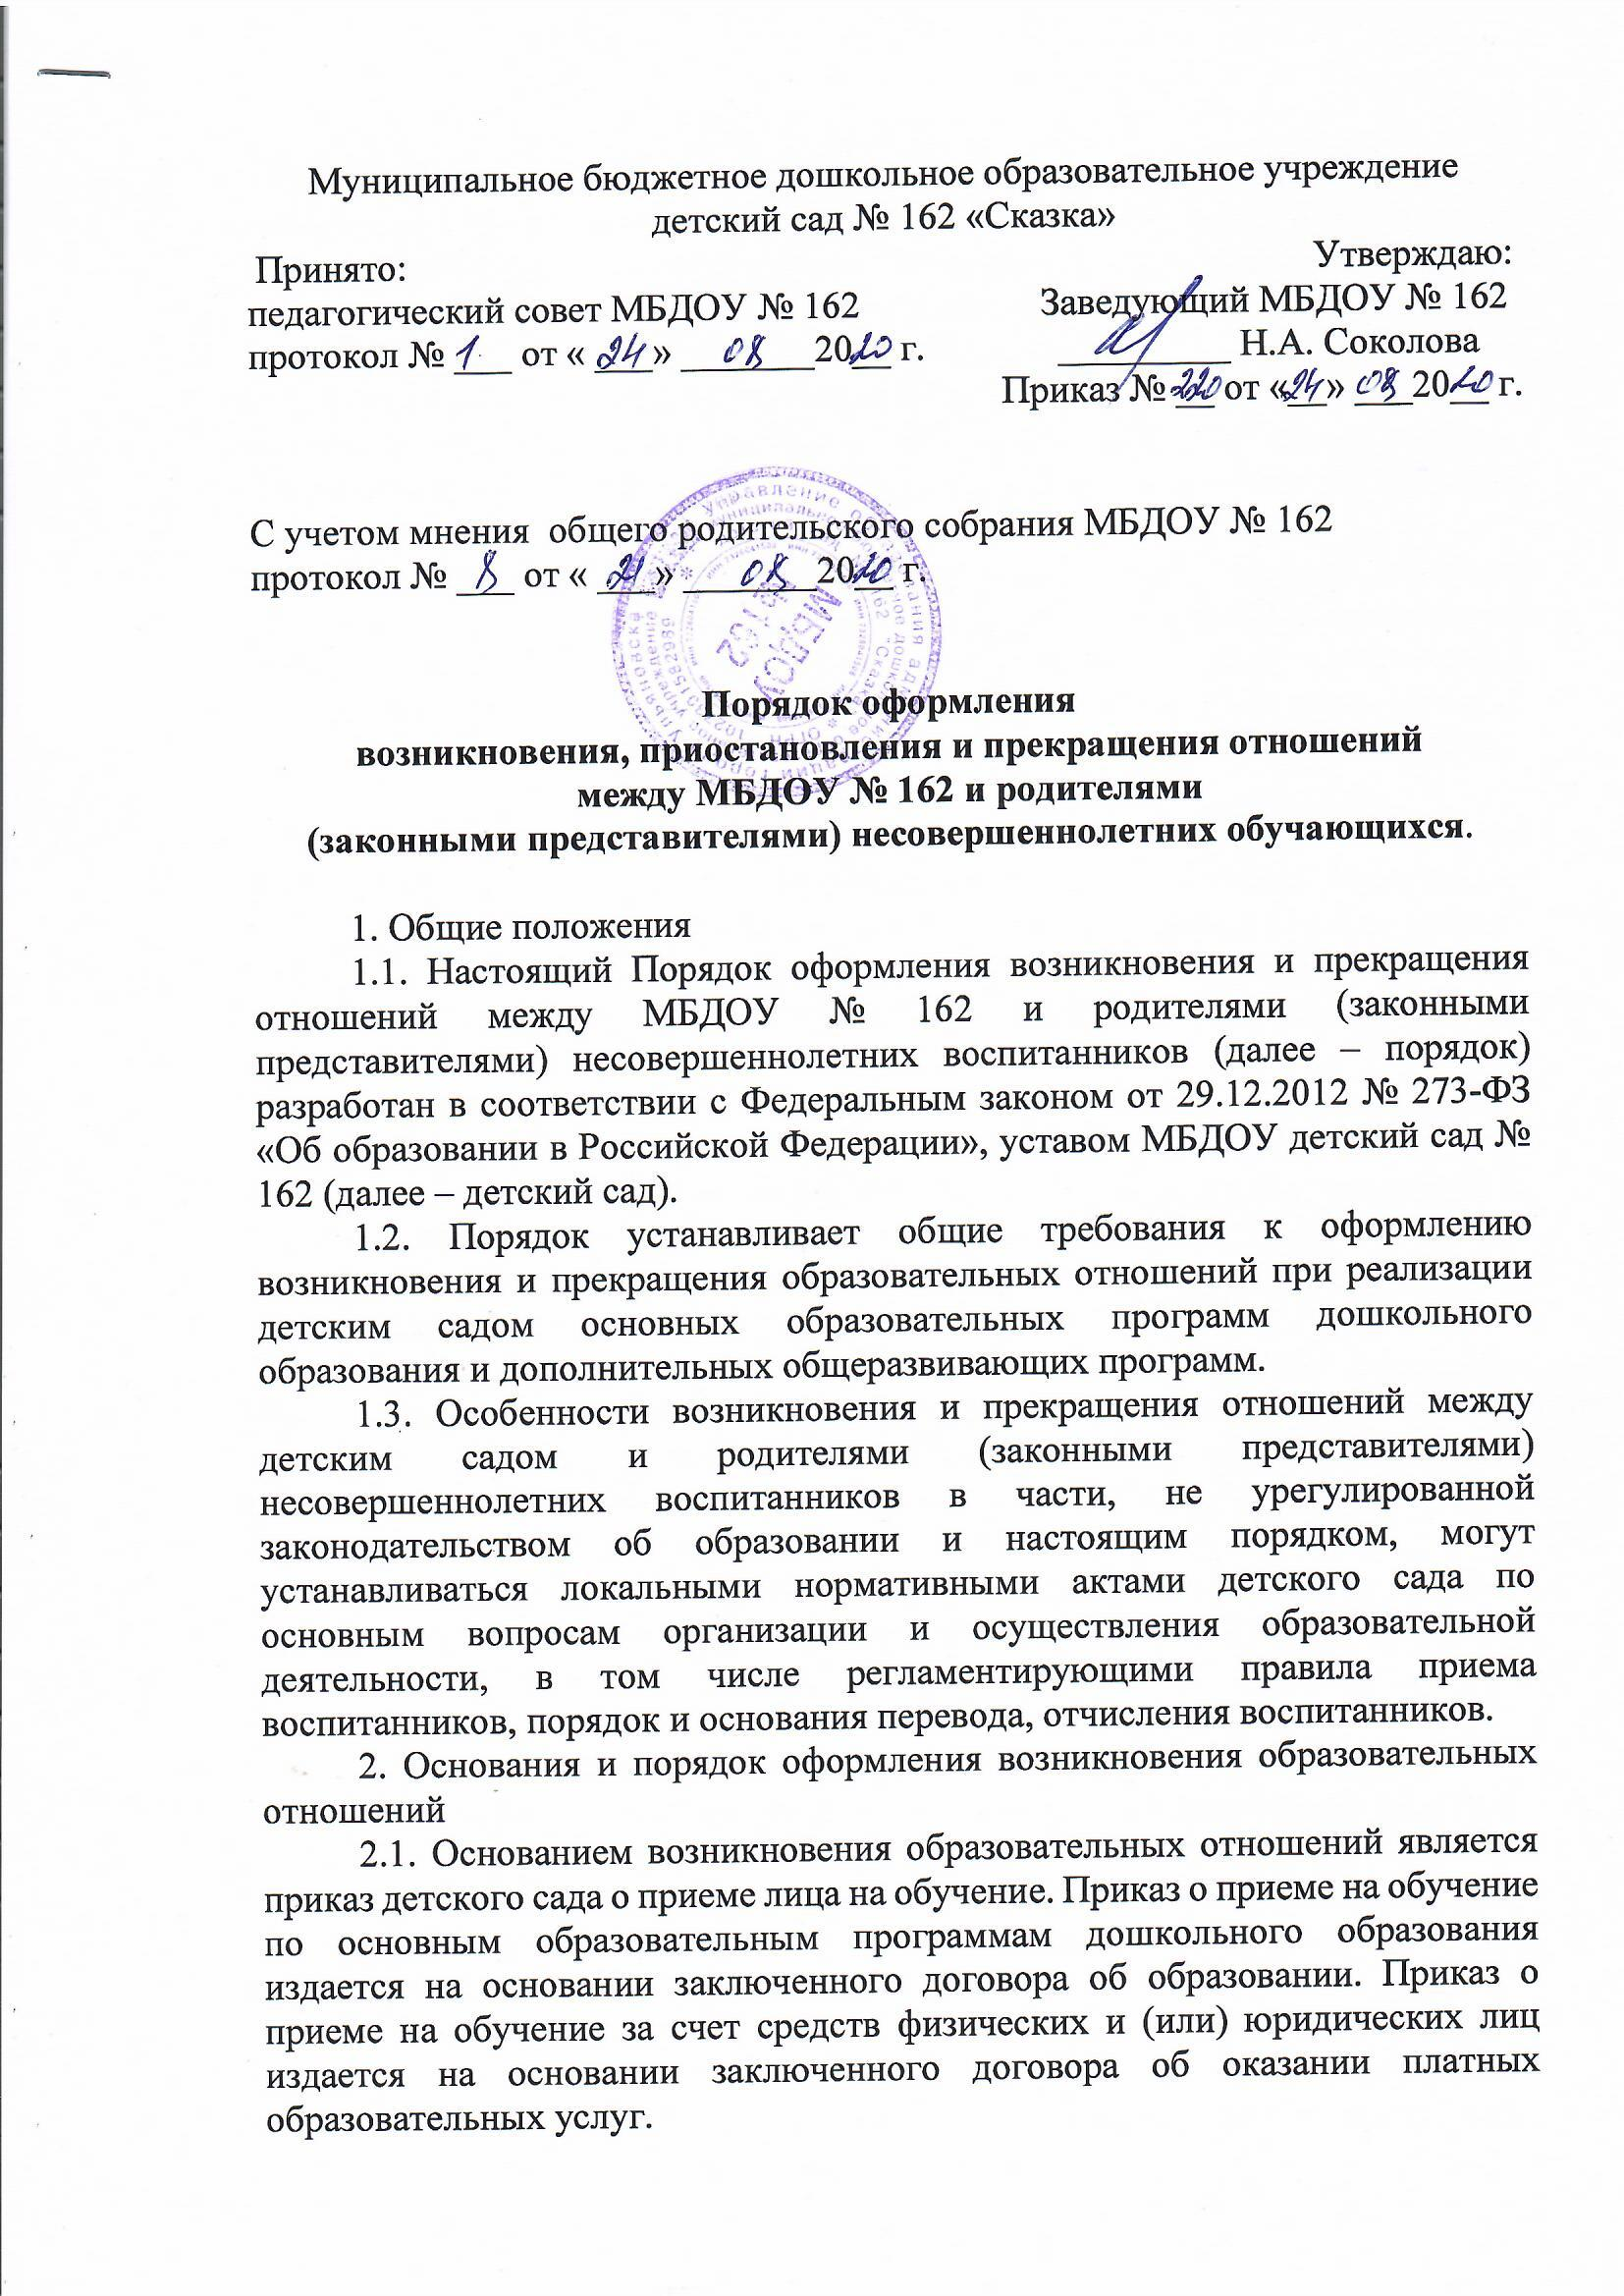 Муниципальное бюджетное дошкольное образовательное учреждение
детский сад № 162 «Сказка»
Принято:
педагогический совет МБДОУ № 162
протокол № 1 от « 24 » 08 2020 г.
Утверждаю:
Заведующий МБДОУ № 162
Н.А. Соколова
Приказ № 220 от «24» 08 2020 г.
С учетом мнения общего родительского собрания МБДОУ № 162
протокол № 8 от « 21 » 08 2020 г.
МБДОУ
№ 162
Порядок оформления
возникновения, приостановления и прекращения отношений
между МБДОУ № 162 и родителями
(законными представителями) несовершеннолетних обучающихся.
1. Общие положения
1.1. Настоящий Порядок оформления возникновения и прекращения
отношений между МБДОУ № 162 и родителями (законными
представителями) несовершеннолетних воспитанников (далее – порядок)
разработан в соответствии с Федеральным законом от 29.12.2012 № 273-ФЗ
«Об образовании в Российской Федерации», уставом МБДОУ детский сад №
162 (далее – детский сад).
1.2. Порядок устанавливает общие требования к оформлению
возникновения и прекращения образовательных отношений при реализации
детским садом основных образовательных программ дошкольного
образования и дополнительных общеразвивающих программ.
1.3. Особенности возникновения и прекращения отношений между
детским садом и родителями (законными представителями)
несовершеннолетних воспитанников в части, не урегулированной
законодательством об образовании и настоящим порядком, могут
устанавливаться локальными нормативными актами детского сада по
основным вопросам организации и осуществления образовательной
деятельности, в том числе регламентирующими правила приема
воспитанников, порядок и основания перевода, отчисления воспитанников.
2. Основания и порядок оформления возникновения образовательных
отношений
2.1. Основанием возникновения образовательных отношений является
приказ детского сада о приеме лица на обучение. Приказ о приеме на обучение
по основным образовательным программам дошкольного образования
издается на основании заключенного договора об образовании. Приказ о
приеме на обучение за счет средств физических и (или) юридических лиц
издается на основании заключенного договора об оказании платных
образовательных услуг.